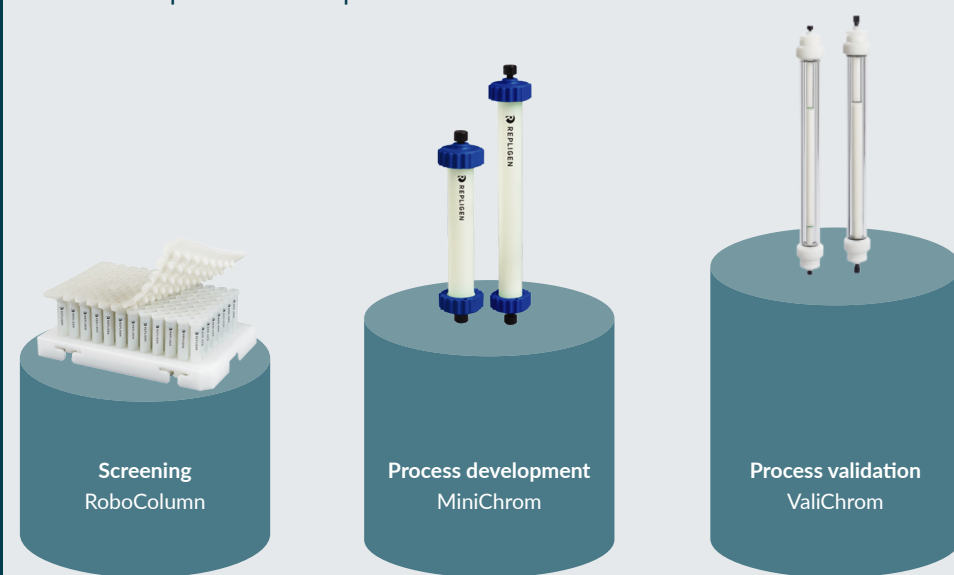 REPLIGEN
REPLIGEN
Screening
RoboColumn
Process development
MiniChrom
Process validation
ValiChrom